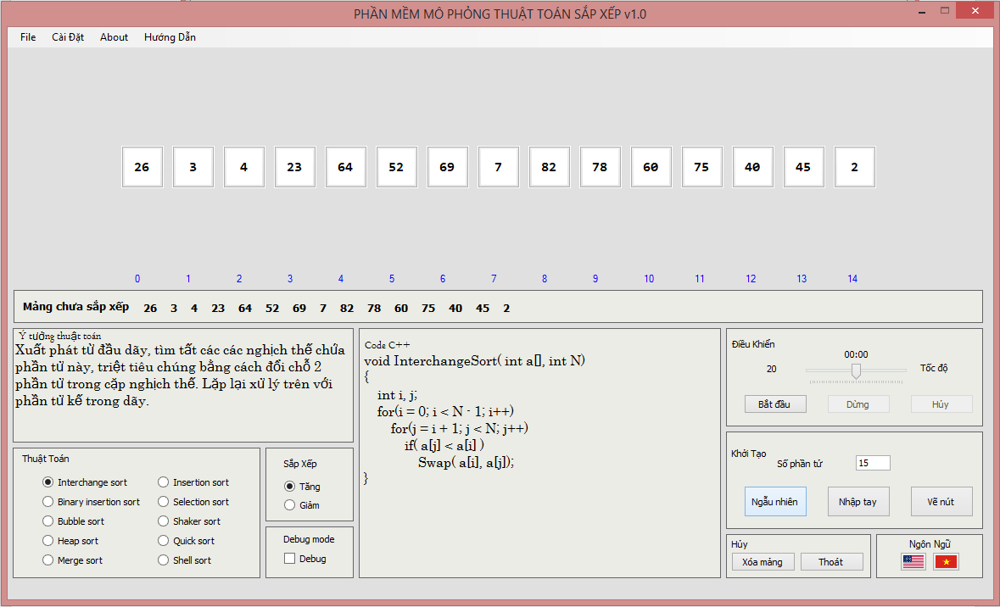 PHẦN MỀM MÔ PHỎNG THUẬT TOÁN SẮP XẾP v1.0
File Cài Đặt About Hướng Dẫn
26 3 4 23 64 52 69 7 82 78 60 75 40 45 2
0 1 2 3 4 5 6 7 8 9 10 11 12 13 14
Mảng chưa sắp xếp 26 3 4 23 64 52 69 7 82 78 60 75 40 45 2
Ý tưởng thuật toán
Xuất phát từ đầu dãy, tìm tất các các nghịch thế chứa
phần tử này, triệt tiêu chúng bằng cách đổi chỗ 2
phần tử trong cặp nghịch thế. Lặp lại xử lý trên với
phần tử kế trong dãy.
Thuật Toán
Interchange sort Insertion sort
Binary insertion sort Selection sort
Bubble sort Shaker sort
Heap sort Quick sort
Merge sort Shell sort
Sắp Xếp
Tăng
Giảm
Debug mode
Debug
Code C++
void InterchangeSort( int a[], int N)
{
int i, j;
for(i = 0; i < N - 1; i++)
for(j = i + 1; j < N; j++)
if( a[j] < a[i] )
Swap( a[i], a[j]);
}
Điều Khiển
00:00
20 Tốc độ
Bắt đầu Dừng Hủy
Khởi Tạo
Số phần tử 15
Ngẫu nhiên Nhập tay Vẽ nút
Hủy
Xóa mảng Thoát
Ngôn Ngữ